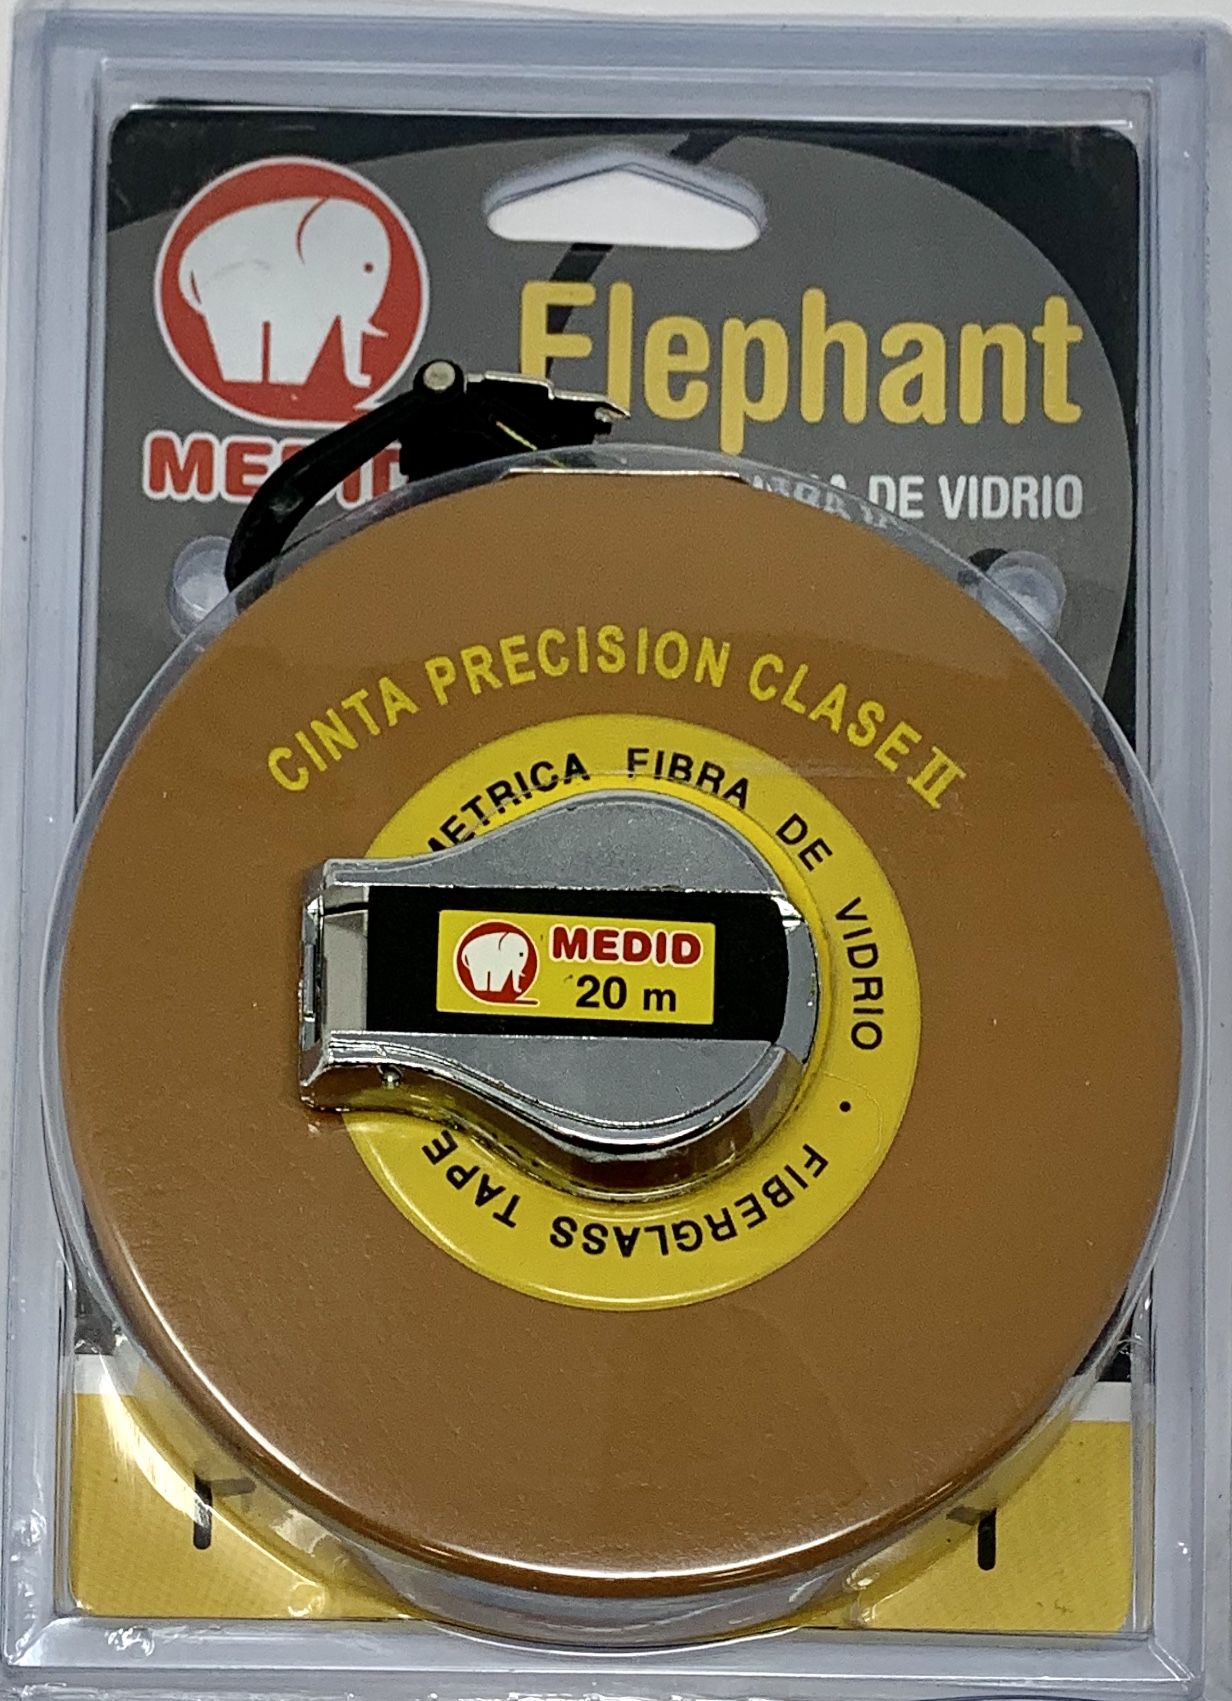 Elephant
MEDID
DE VIDRIO
CINTA PRECISION CLASE II
METRICA FIBRA DE VIDRIO •
FIBERGLASS TAPE
MEDID
20 m